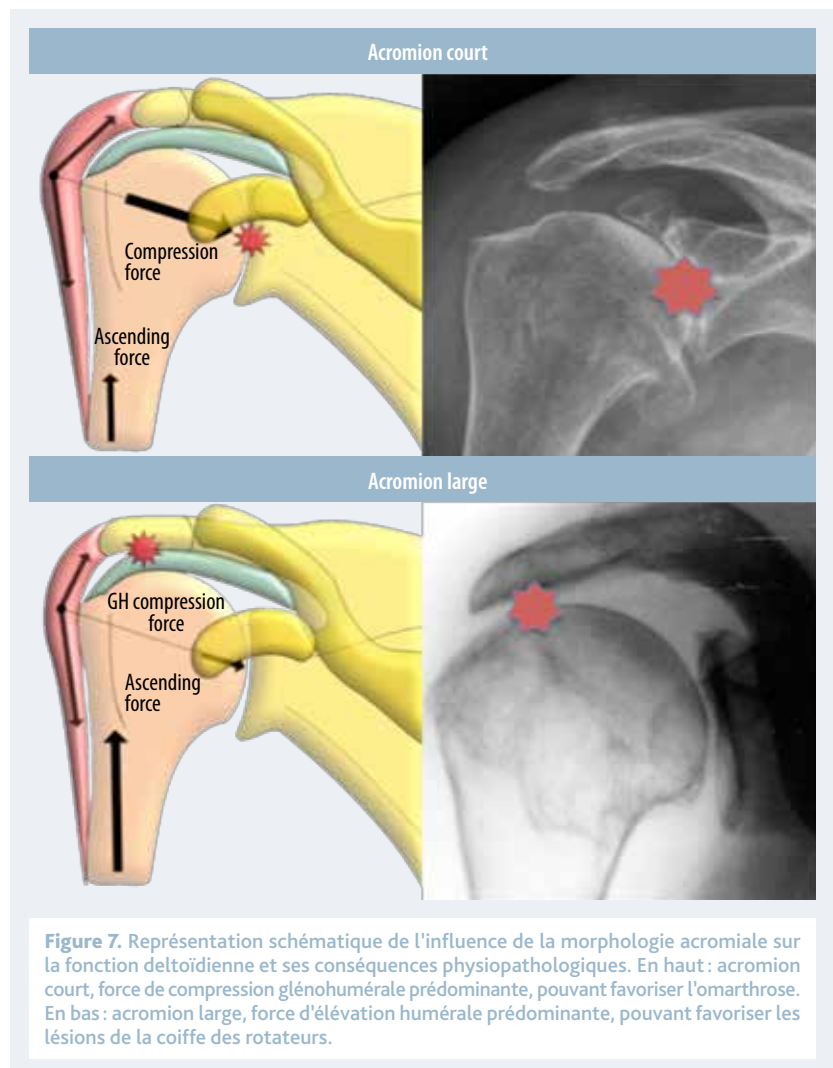 Acromion court
Compression
force
Ascending
force
Acromion large
GH compression
force
Ascending
force
Figure 7. Représentation schématique de l'influence de la morphologie acromiale sur
la fonction deltoïdienne et ses conséquences physiopathologiques. En haut : acromion
court, force de compression glénohumérale prédominante, pouvant favoriser l'omarthrose.
En bas : acromion large, force d'élévation humérale prédominante, pouvant favoriser les
lésions de la coiffe des rotateurs.